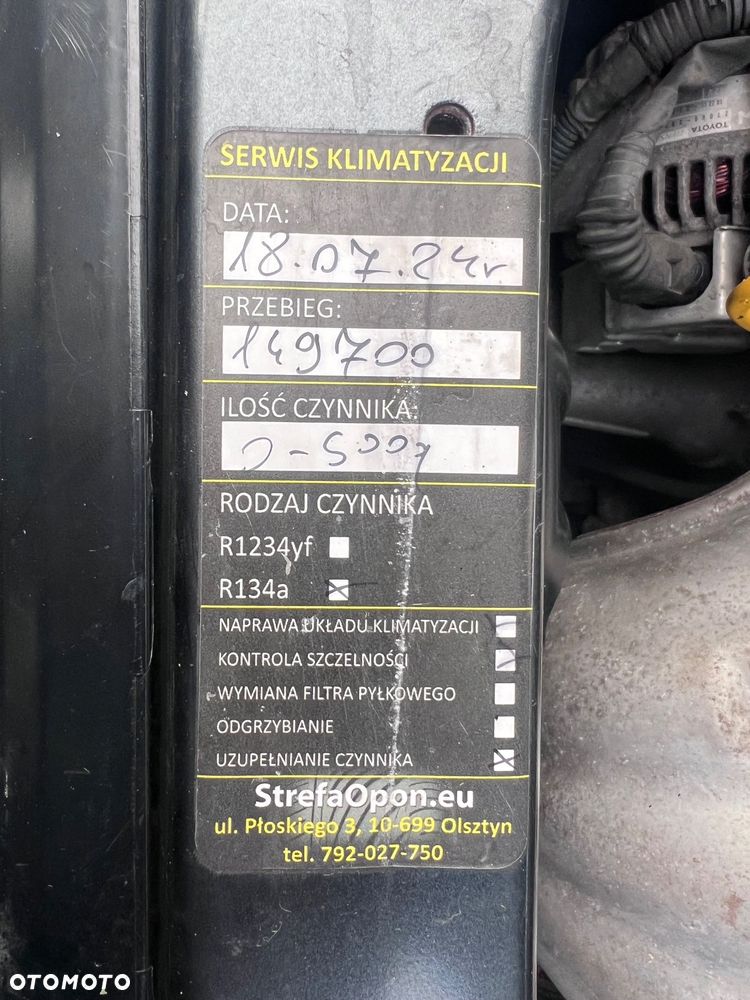 SERWIS KLIMATYZACJI
DATA:
18.07.24r
PRZEBIEG:
149700
ILOŚĆ CZYNNIKA:
RODZAJ CZYNNIKA
R1234yf
R134a
NAPRAWA UKŁADU KLIMATYZACJI
KONTROLA SZCZELNOŚCI
WYMIANA FILTRA PYŁKOWEGO
ODGRZYBIANIE
UZUPEŁNIANIE CZYNNIKA
StrefaOpon.eu
ul. Płoskiego 3, 10-699 Olsztyn
tel. 792-027-750
TOYOTA
OTOMOTO